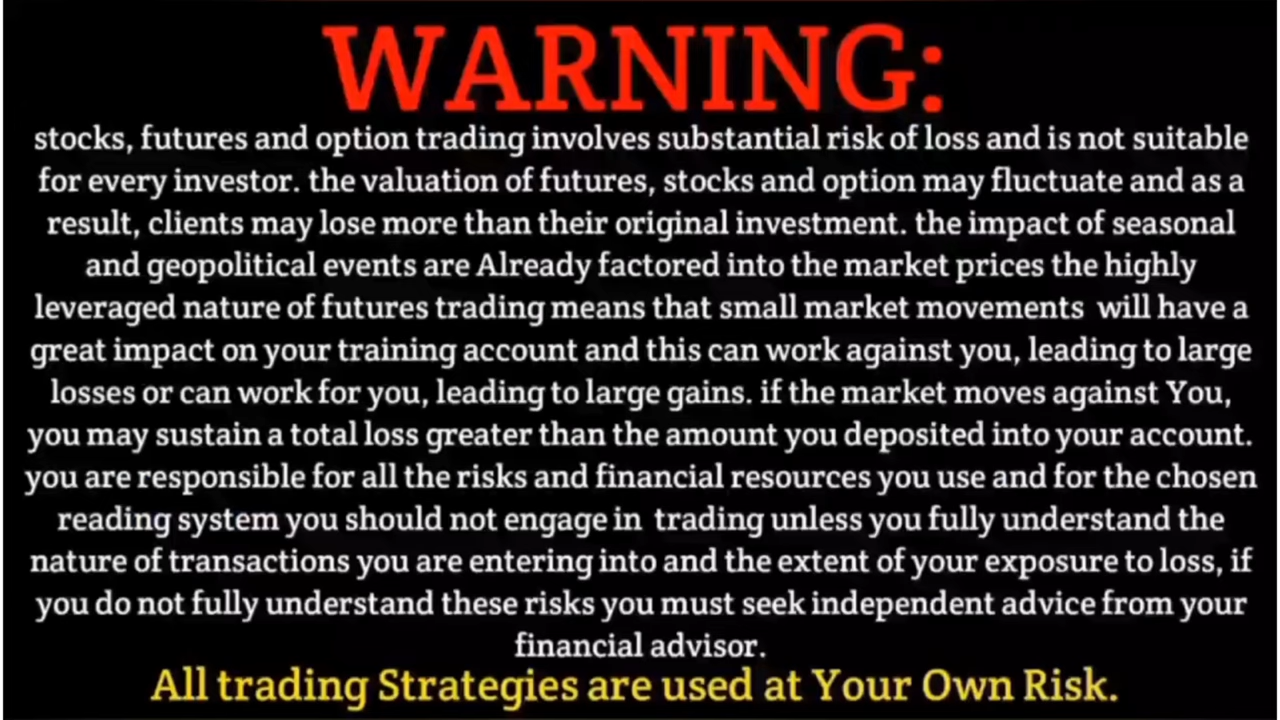 WARNING:
stocks, futures and option trading involves substantial risk of loss and is not suitable
for every investor. the valuation of futures, stocks and option may fluctuate and as a
result, clients may lose more than their original investment. the impact of seasonal
and geopolitical events are Already factored into the market prices the highly
leveraged nature of futures trading means that small market movements will have a
great impact on your training account and this can work against you, leading to large
losses or can work for you, leading to large gains. if the market moves against You,
you may sustain a total loss greater than the amount you deposited into your account.
you are responsible for all the risks and financial resources you use and for the chosen
reading system you should not engage in trading unless you fully understand the
nature of transactions you are entering into and the extent of your exposure to loss, if
you do not fully understand these risks you must seek independent advice from your
financial advisor.
All trading Strategies are used at Your Own Risk.